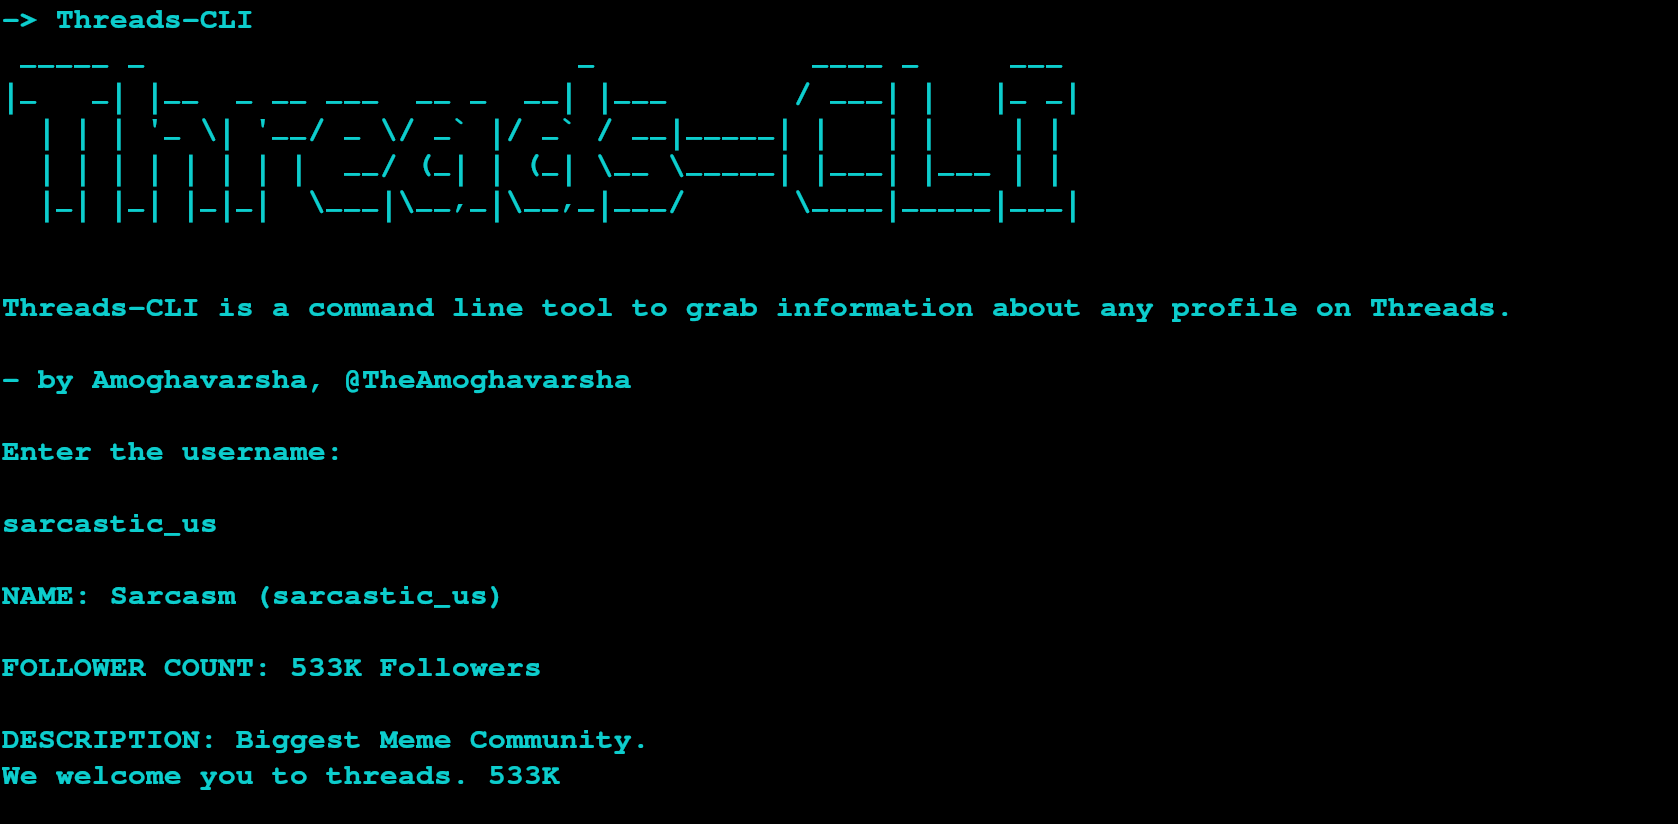 -> Threads-CLI
Threads-CLI
Threads-CLI is a command line tool to grab information about any profile on Threads.
- by Amoghavarsha, @TheAmoghavarsha
Enter the username:
sarcastic_us
NAME: Sarcasm (sarcastic_us)
FOLLOWER COUNT: 533K Followers
DESCRIPTION: Biggest Meme Community.
We welcome you to threads. 533K